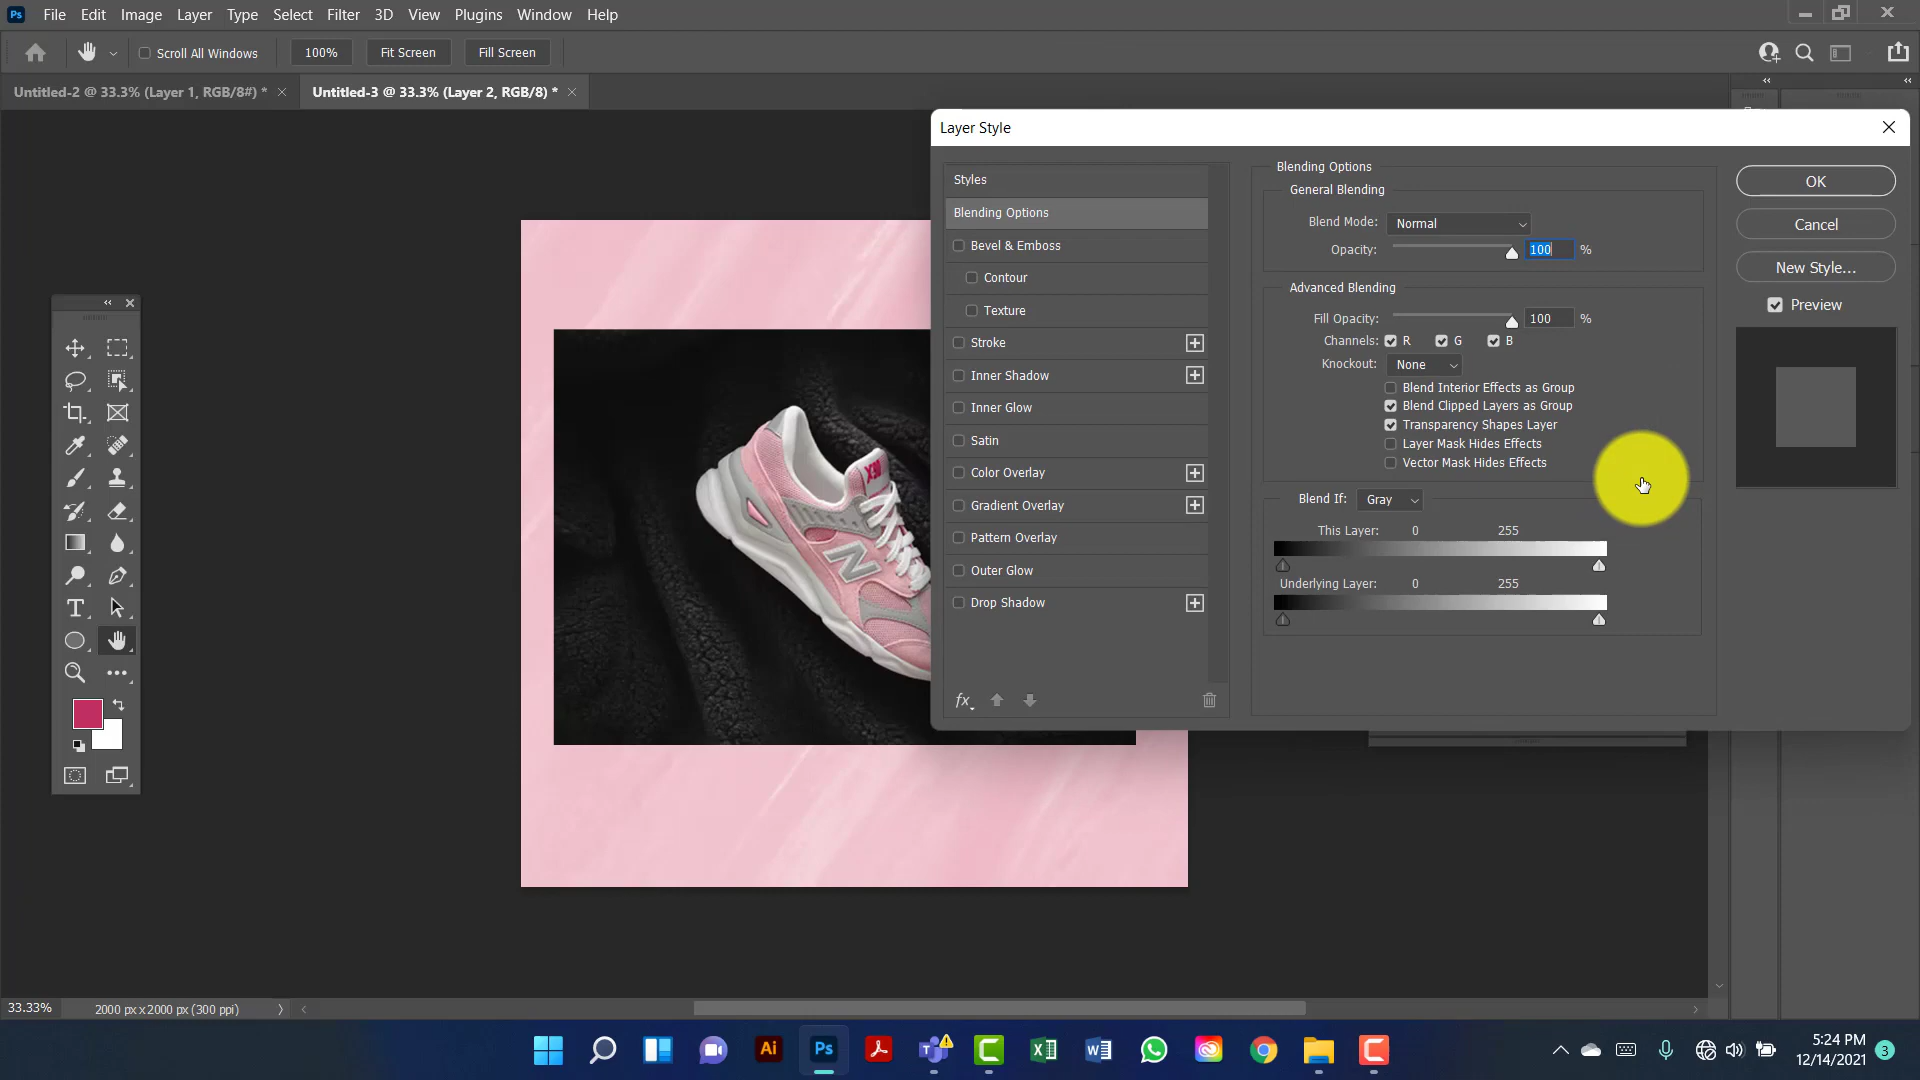 Ps File Edit Image Layer Type Select Filter 3D View Plugins Window Help
Scroll All Windows 100% Fit Screen Fill Screen
Untitled-2 @ 33.3% (Layer 1, RGB/8#) * Untitled-3 @ 33.3% (Layer 2, RGB/8) *
Layer Style
Styles
Blending Options
Bevel & Emboss
Contour
Texture
Stroke
Inner Shadow
Inner Glow
Satin
Color Overlay
Gradient Overlay
Pattern Overlay
Outer Glow
Drop Shadow
fx
Blending Options
General Blending
Blend Mode: Normal
Opacity: 100 %
Advanced Blending
Fill Opacity: 100 %
Channels: R G B
Knockout: None
Blend Interior Effects as Group
Blend Clipped Layers as Group
Transparency Shapes Layer
Layer Mask Hides Effects
Vector Mask Hides Effects
Blend If: Gray
This Layer: 0 255
Underlying Layer: 0 255
OK
Cancel
New Style...
Preview
T
N
33.33% 2000 px x 2000 px (300 ppi)
Ai Ps
5:24 PM
12/14/2021
3